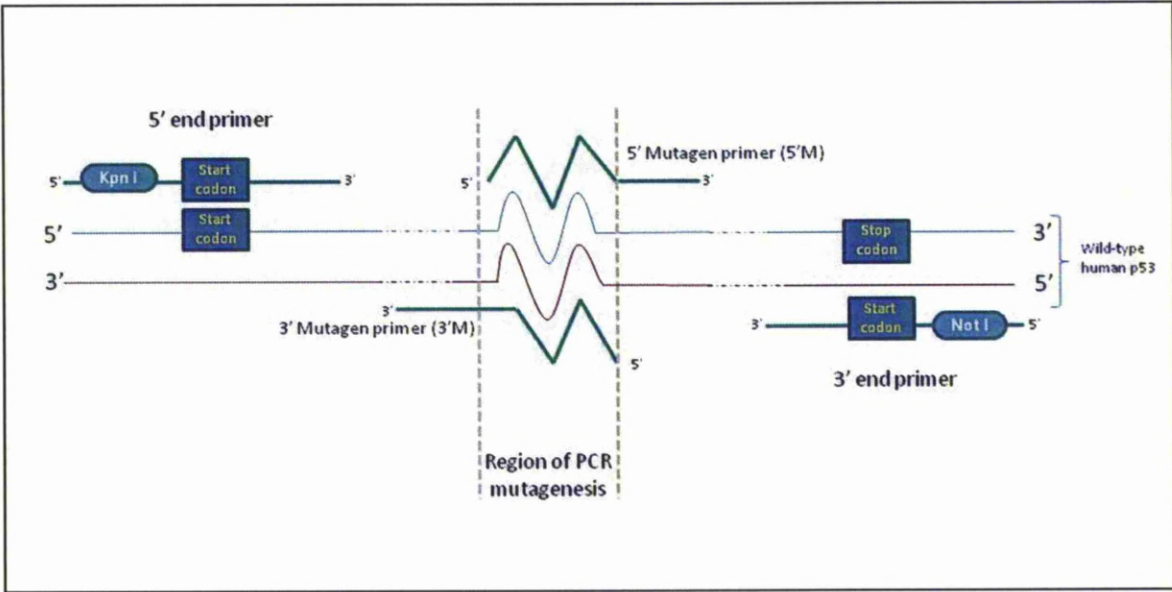 5' end primer
5'
Kpn I
Start
codon
3'
5'
5' Mutagen primer (5'M)
3'
5'
Start
codon
Stop
codon
3'
3'
5'
Wild-type
human p53
3'
3' Mutagen primer (3'M)
5'
3'
Start
codon
Not I
5'
3' end primer
Region of PCR
mutagenesis